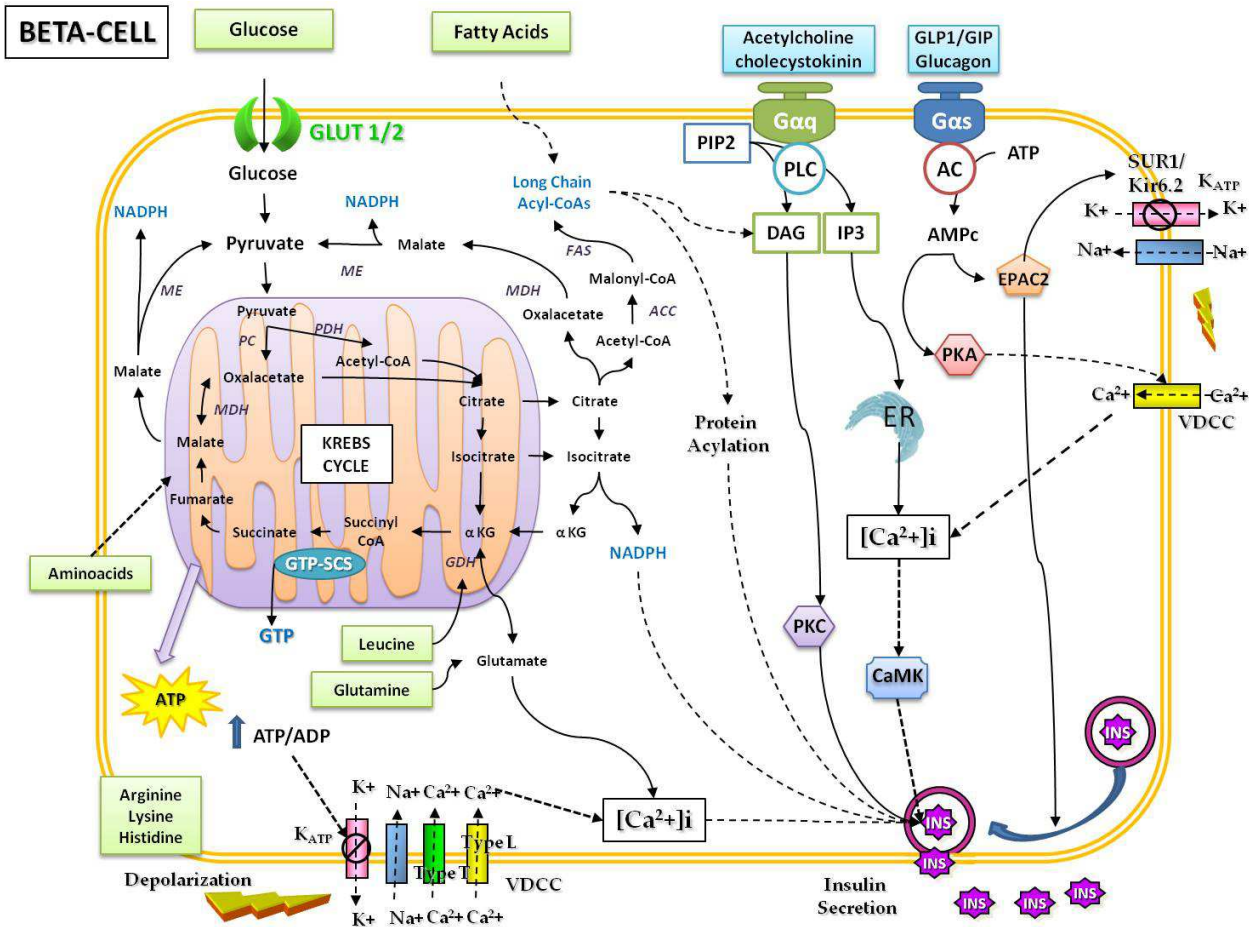 BETA-CELL
Glucose
Fatty Acids
Acetylcholine
cholecystokinin
GLP1/GIP
Glucagon
GLUT 1/2
Gαq
Gαs
PIP2
PLC
AC
ATP
SUR1/
Kir6.2
KATP
K+
K+
Na+
Na+
Glucose
NADPH
NADPH
Long Chain
Acyl-CoAs
DAG
IP3
AMPc
EPAC2
Pyruvate
Malate
ME
ME
FAS
Malonyl-CoA
MDH
Oxalacetate
ACC
Acetyl-CoA
Pyruvate
PC
PDH
Acetyl-CoA
Oxalacetate
Malate
MDH
Citrate
Citrate
PKA
Ca²+
Ca²+
VDCC
ER
Protein
Acylation
Malate
KREBS
CYCLE
Isocitrate
Isocitrate
Fumarate
Succinate
Succinyl
CoA
αKG
αKG
[Ca²+]i
NADPH
GTP-SCS
GDH
Aminoacids
GTP
Leucine
Glutamate
Glutamine
PKC
CaMK
ATP
ATP/ADP
INS
Arginine
Lysine
Histidine
K+
Na+
Ca²+
Ca²+
KATP
Type T
Type L
VDCC
[Ca²+]i
INS
INS
Depolarization
K+
Na+
Ca²+
Ca²+
Insulin
Secretion
INS
INS
INS